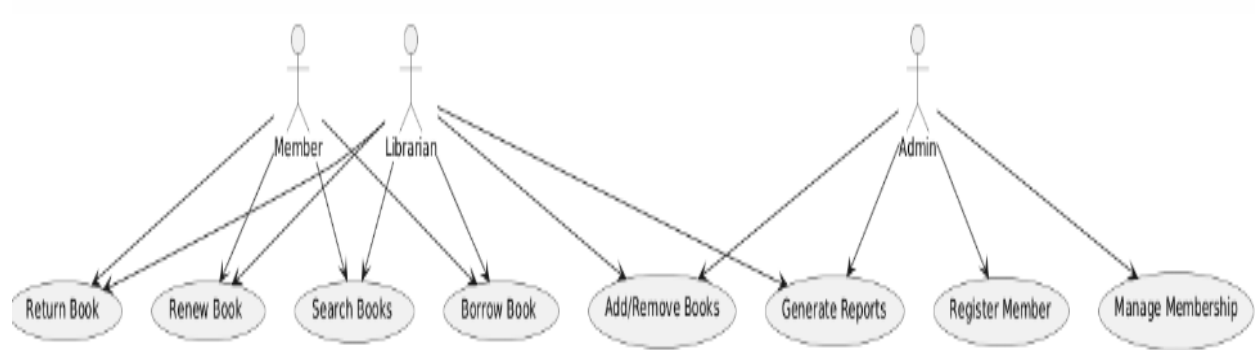 Member
Librarian
Admin
Return Book
Renew Book
Search Books
Borrow Book
Add/Remove Books
Generate Reports
Register Member
Manage Membership